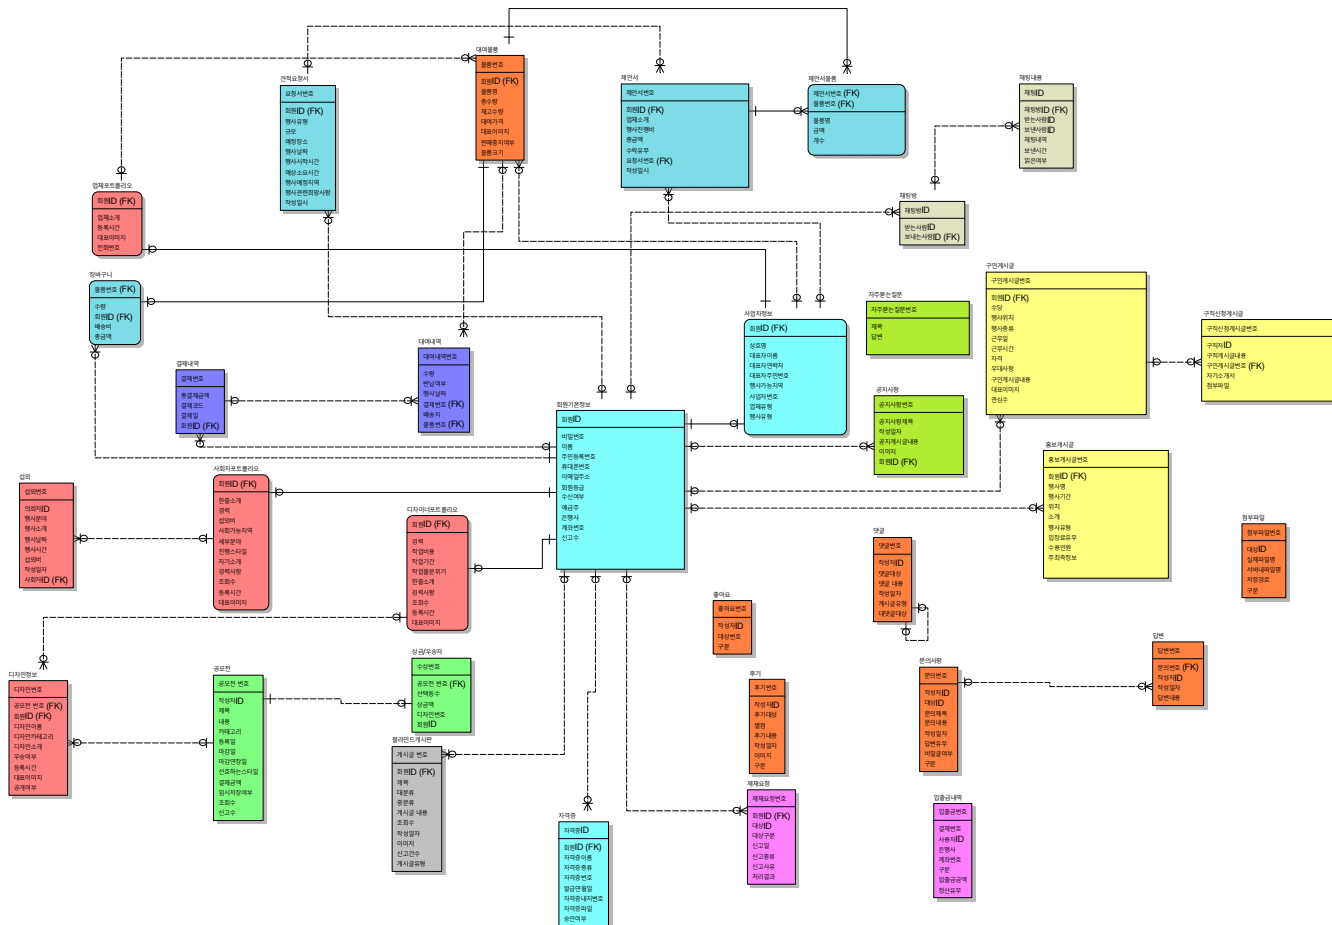 대여물품
물품번호
회원ID (FK)
물품명
총수량
재고수량
대여가격
대표이미지
판매중지여부
물품크기
견적요청서
요청서번호
회원ID (FK)
행사유형
규모
예정장소
행사날짜
행사시작시간
예상소요시간
행사예정지역
행사관련희망사항
작성일시
제안서
제안서번호
회원ID (FK)
업체소개
행사진행비
총금액
수락유무
요청서번호 (FK)
작성일시
제안서물품
제안서번호 (FK)
물품번호 (FK)
물품명
금액
개수
채팅내용
채팅ID
채팅방ID (FK)
받는사람ID
보낸사람ID
채팅내역
보낸시간
읽은여부
업체포트폴리오
회원ID (FK)
업체소개
등록시간
대표이미지
전화번호
채팅방
채팅방ID
받는사람ID
보내는사람ID (FK)
장바구니
물품번호 (FK)
수량
회원ID (FK)
배송비
총금액
구인게시글
구인게시글번호
회원ID (FK)
수당
행사위치
행사종류
근무일
근무시간
자격
우대사항
구인게시글내용
대표이미지
관심수
자주묻는질문
자주묻는질문번호
제목
답변
사업자정보
회원ID (FK)
상호명
대표자이름
대표자연락처
대표자주민번호
행사가능지역
사업자번호
업체유형
행사유형
구직신청게시글
구직신청게시글번호
구직자ID
구직게시글내용
구인게시글번호 (FK)
자기소개서
첨부파일
대여내역
대여내역번호
수량
반납여부
행사날짜
결제번호 (FK)
배송지
물품번호 (FK)
결제내역
결제번호
총결제금액
결제코드
결제일
회원ID (FK)
공지사항
공지사항번호
공지사항제목
작성일자
공지게시글내용
이미지
회원ID (FK)
회원기본정보
회원ID
비밀번호
이름
주민등록번호
휴대폰번호
이메일주소
회원등급
수신여부
예금주
은행사
계좌번호
신고수
홍보게시글
홍보게시글번호
회원ID (FK)
행사명
행사기간
위치
소개
행사유형
입장료유무
수용인원
주최측정보
사회자포트폴리오
회원ID (FK)
한줄소개
경력
섭외비
사회가능지역
세부분야
진행스타일
자기소개
경력사항
조회수
등록시간
대표이미지
섭외
섭외번호
의뢰자ID
행사분야
행사소개
행사날짜
행사시간
섭외비
작성일자
사회자ID (FK)
디자이너포트폴리오
회원ID (FK)
경력
작업비용
작업기간
작업물분위기
한줄소개
경력사항
조회수
등록시간
대표이미지
첨부파일
첨부파일번호
대상ID
실제파일명
서버내파일명
저장경로
구분
댓글
댓글번호
작성자ID
댓글대상
댓글 내용
작성일자
게시글유형
대댓글대상
좋아요
좋아요번호
작성자ID
대상번호
구분
답변
답변번호
문의번호 (FK)
작성자ID
작성일자
답변내용
문의사항
문의번호
작성자ID
대상ID
문의제목
문의내용
작성일자
답변유무
비밀글여부
구분
상금/우승자
수상번호
공모전 번호 (FK)
선택등수
상금액
디자인번호
회원ID
공모전
공모전 번호
작성자ID
제목
내용
카테고리
등록일
마감일
마감연장일
선호하는스타일
결제금액
임시저장여부
조회수
신고수
디자인정보
디자인번호
공모전 번호 (FK)
회원ID (FK)
디자인이름
디자인카테고리
디자인소개
우승여부
등록시간
대표이미지
공개여부
후기
후기번호
작성자ID
후기대상
별점
후기내용
작성일자
이미지
구분
블라인드게시판
게시글 번호
회원ID (FK)
제목
대분류
중분류
게시글 내용
조회수
작성일자
이미지
신고건수
게시글유형
제재요청
제재요청번호
회원ID (FK)
대상ID
대상구분
신고일
신고종류
신고사유
처리결과
입출금내역
입출금번호
결제번호
사용자ID
은행사
계좌번호
구분
입출금금액
정산유무
자격증
자격증ID
회원ID (FK)
자격증이름
자격증종류
자격증번호
발급연월일
자격증내지번호
자격증파일
승인여부